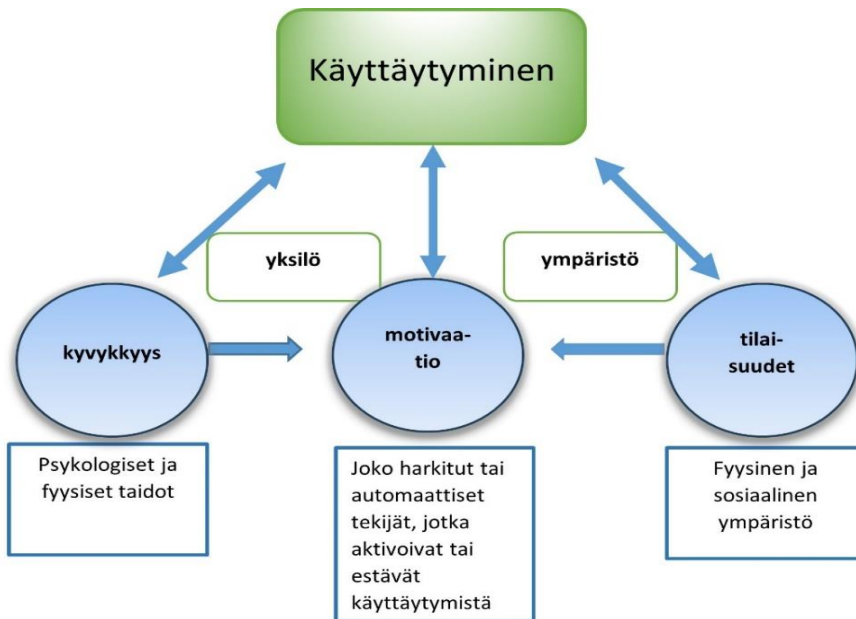 Käyttäytyminen
yksilö
ympäristö
kyvykkyys
motivaa-
tio
tilai-
suudet
Psykologiset ja
fyysiset taidot
Joko harkitut tai
automaattiset
tekijät, jotka
aktivoivat tai
estävät
käyttäytymistä
Fyysinen ja
sosiaalinen
ympäristö